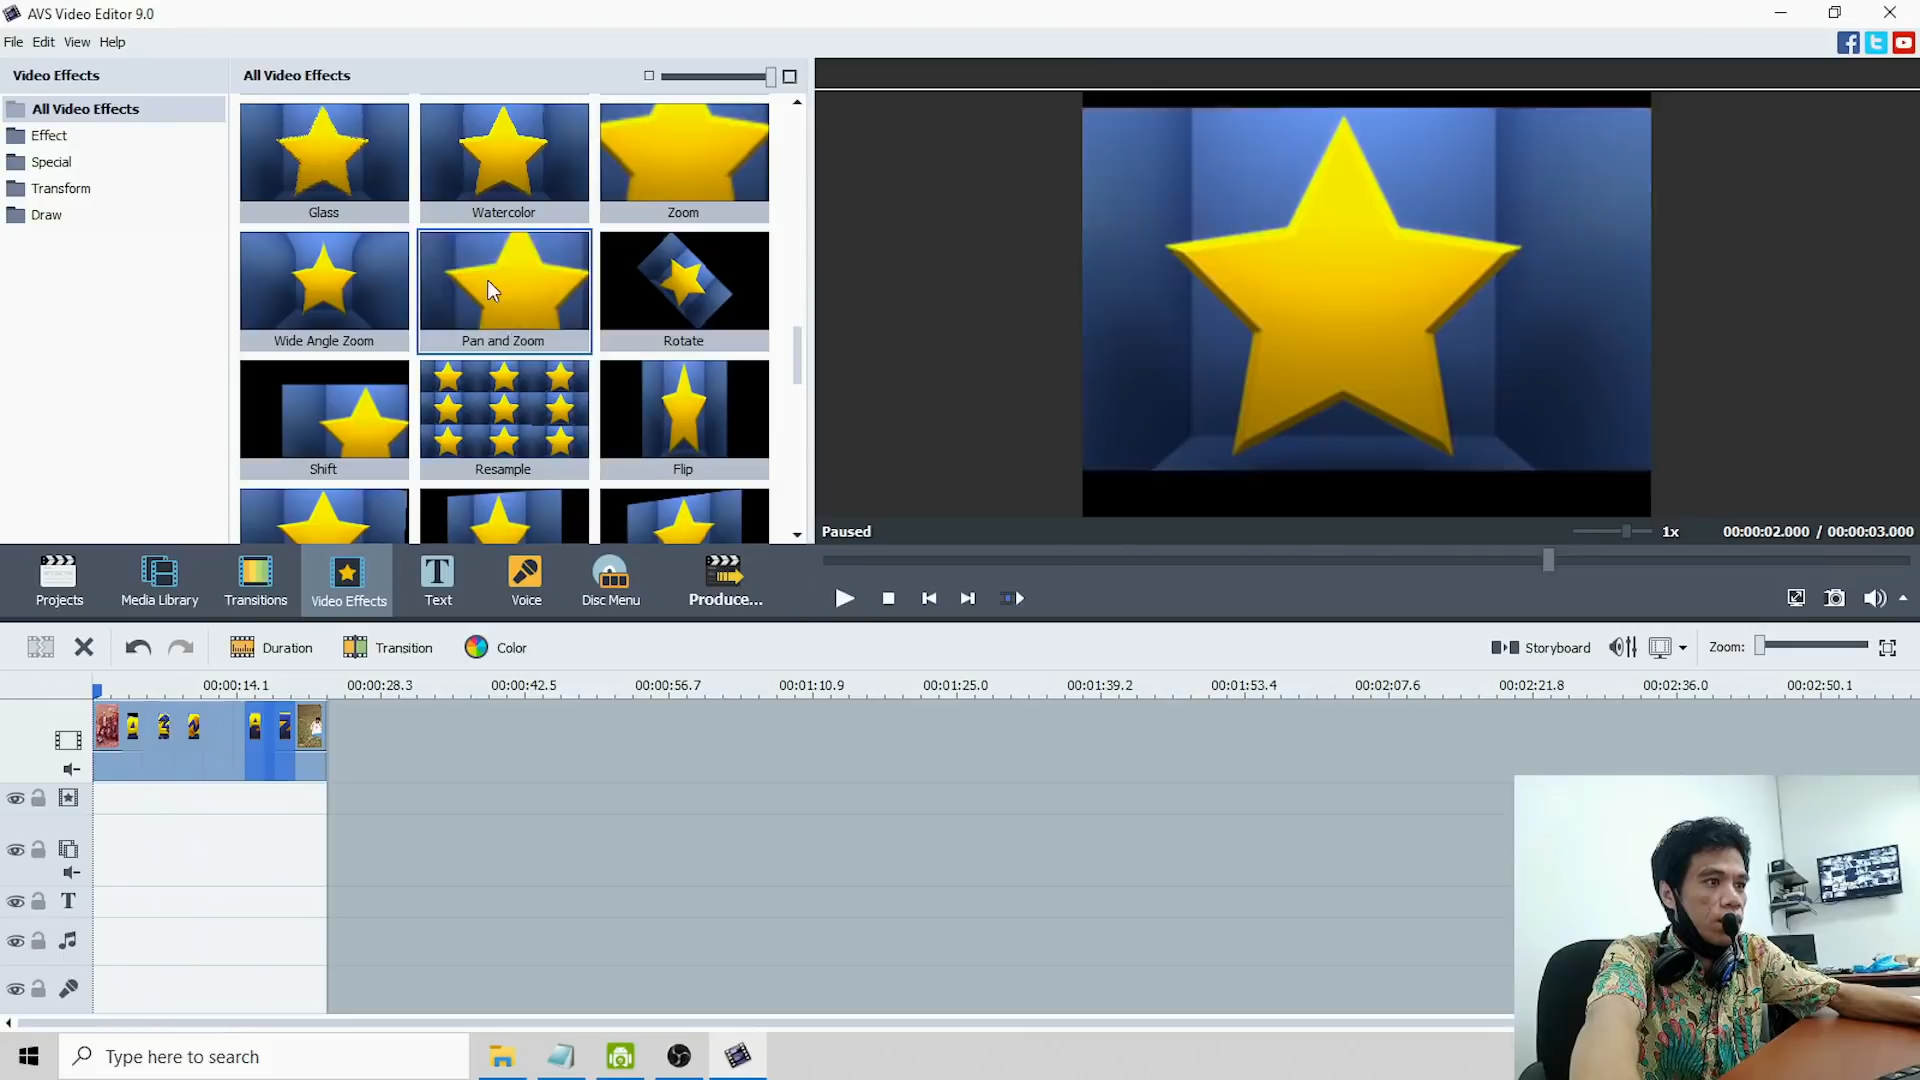 AVS Video Editor 9.0
File Edit View Help
Video Effects
All Video Effects
All Video Effects
Effect
Special
Transform
Draw
Glass
Watercolor
Zoom
Wide Angle Zoom
Pan and Zoom
Rotate
Shift
Resample
Flip
Paused
1x
00:00:02.000 / 00:00:03.000
Projects
Media Library
Transitions
Video Effects
Text
Voice
Disc Menu
Produce...
Duration
Transition
Color
Storyboard
Zoom:
00:00:14.1
00:00:28.3
00:00:42.5
00:00:56.7
00:01:10.9
00:01:25.0
00:01:39.2
00:01:53.4
00:02:07.6
00:02:21.8
00:02:36.0
00:02:50.1
Type here to search